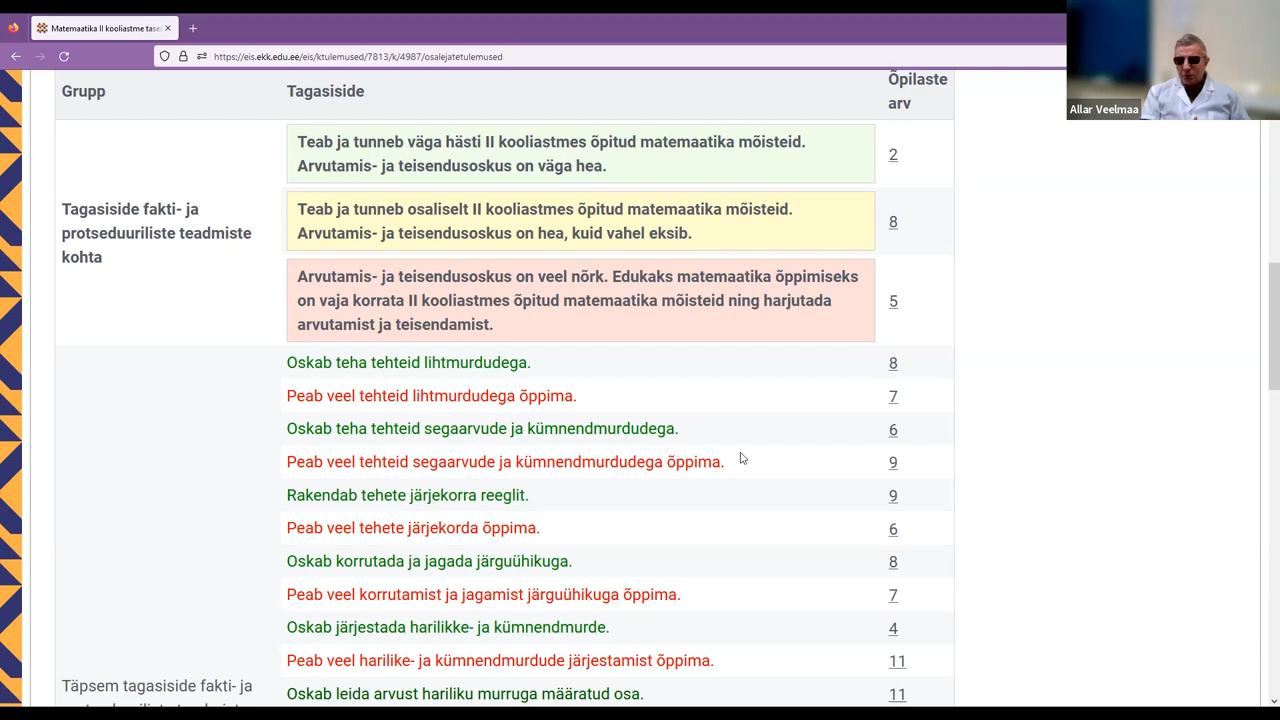 Matemaatika II kooliastme tase
https://eis.ekk.edu.ee/eis/ktulemused/7813/k/4987/osalejatetulemused
Allar Veelmaa
Grupp
Tagasiside
Õpilaste
arv
Tagasiside fakti- ja
protseduuriliste teadmiste
kohta
Teab ja tunneb väga hästi II kooliastmes õpitud matemaatika mõisteid.
Arvutamis- ja teisendusoskus on väga hea.
2
Teab ja tunneb osaliselt II kooliastmes õpitud matemaatika mõisteid.
Arvutamis- ja teisendusoskus on hea, kuid vahel eksib.
8
Arvutamis- ja teisendusoskus on veel nõrk. Edukaks matemaatika õppimiseks
on vaja korrata II kooliastmes õpitud matemaatika mõisteid ning harjutada
arvutamist ja teisendamist.
5
Oskab teha tehteid lihtmurdudega.
8
Peab veel tehteid lihtmurdudega õppima.
7
Oskab teha tehteid segaarvude ja kümnendmurdudega.
6
Peab veel tehteid segaarvude ja kümnendmurdudega õppima.
9
Rakendab tehete järjekorra reeglit.
9
Peab veel tehete järjekorda õppima.
6
Oskab korrutada ja jagada järguühikuga.
8
Peab veel korrutamist ja jagamist järguühikuga õppima.
7
Oskab järjestada harilikke- ja kümnendmurde.
4
Peab veel harilike- ja kümnendmurdude järjestamist õppima.
11
Täpsem tagasiside fakti- ja
Oskab leida arvust hariliku murruga määratud osa.
11